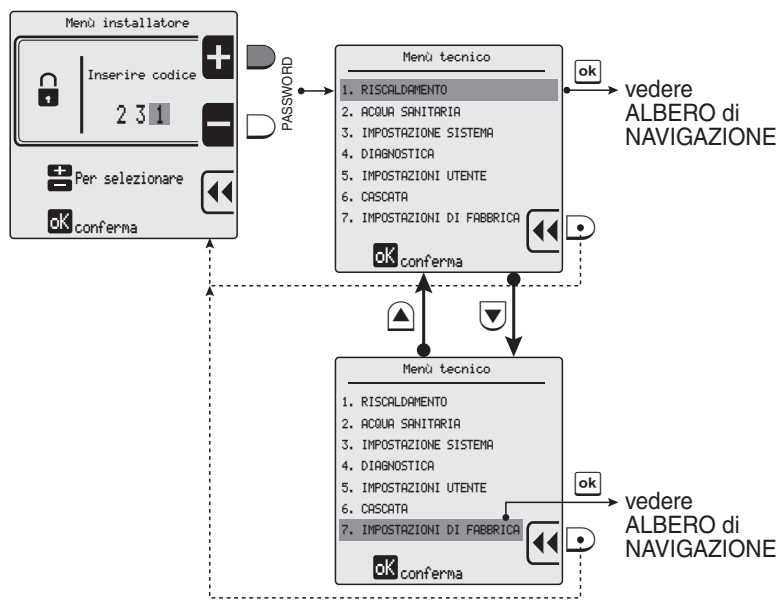 Menù installatore
Inserire codice
2 3 1
+
-
Per selezionare
oK conferma
PASSWORD
Menù tecnico
1. RISCALDAMENTO
2. ACQUA SANITARIA
3. IMPOSTAZIONE SISTEMA
4. DIAGNOSTICA
5. IMPOSTAZIONI UTENTE
6. CASCATA
7. IMPOSTAZIONI DI FABBRICA
oK conferma
ok
vedere
ALBERO di
NAVIGAZIONE
Menù tecnico
1. RISCALDAMENTO
2. ACQUA SANITARIA
3. IMPOSTAZIONE SISTEMA
4. DIAGNOSTICA
5. IMPOSTAZIONI UTENTE
6. CASCATA
7. IMPOSTAZIONI DI FABBRICA
oK conferma
ok
vedere
ALBERO di
NAVIGAZIONE